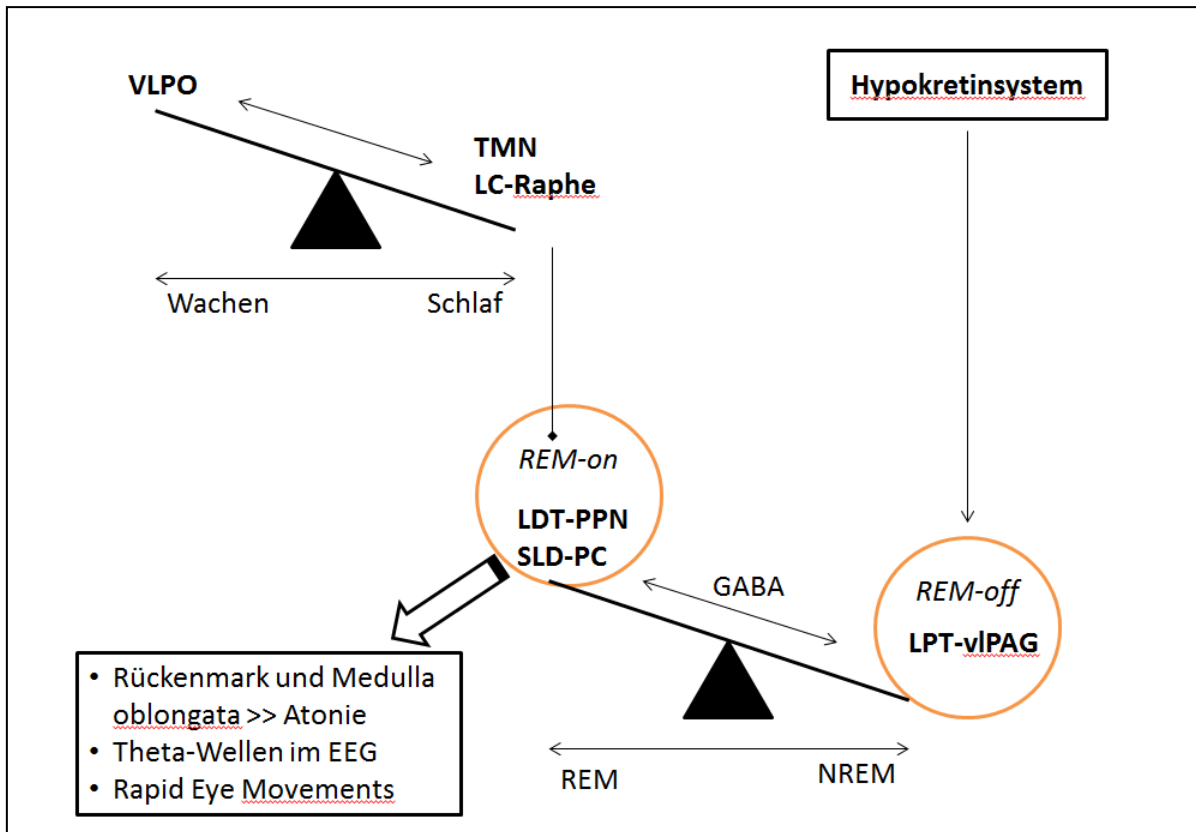 VLPO
Hypokretinsystem
TMN
LC-Raphe
Wachen
Schlaf
REM-on
LDT-PPN
SLD-PC
GABA
REM-off
LPT-vlPAG
• Rückenmark und Medulla
oblongata >> Atonie
• Theta-Wellen im EEG
• Rapid Eye Movements
REM
NREM